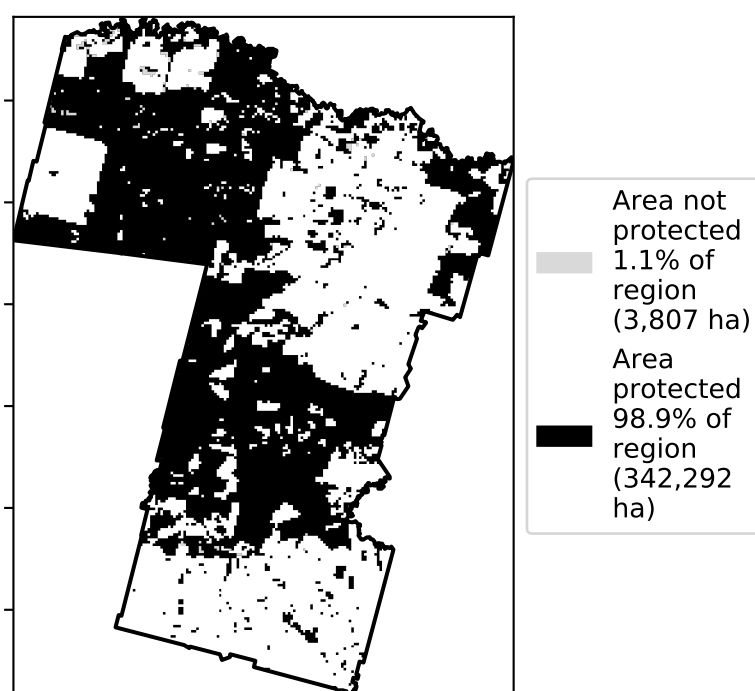 Area not
protected
1.1% of
region
(3,807 ha)
Area
protected
98.9% of
region
(342,292
ha)